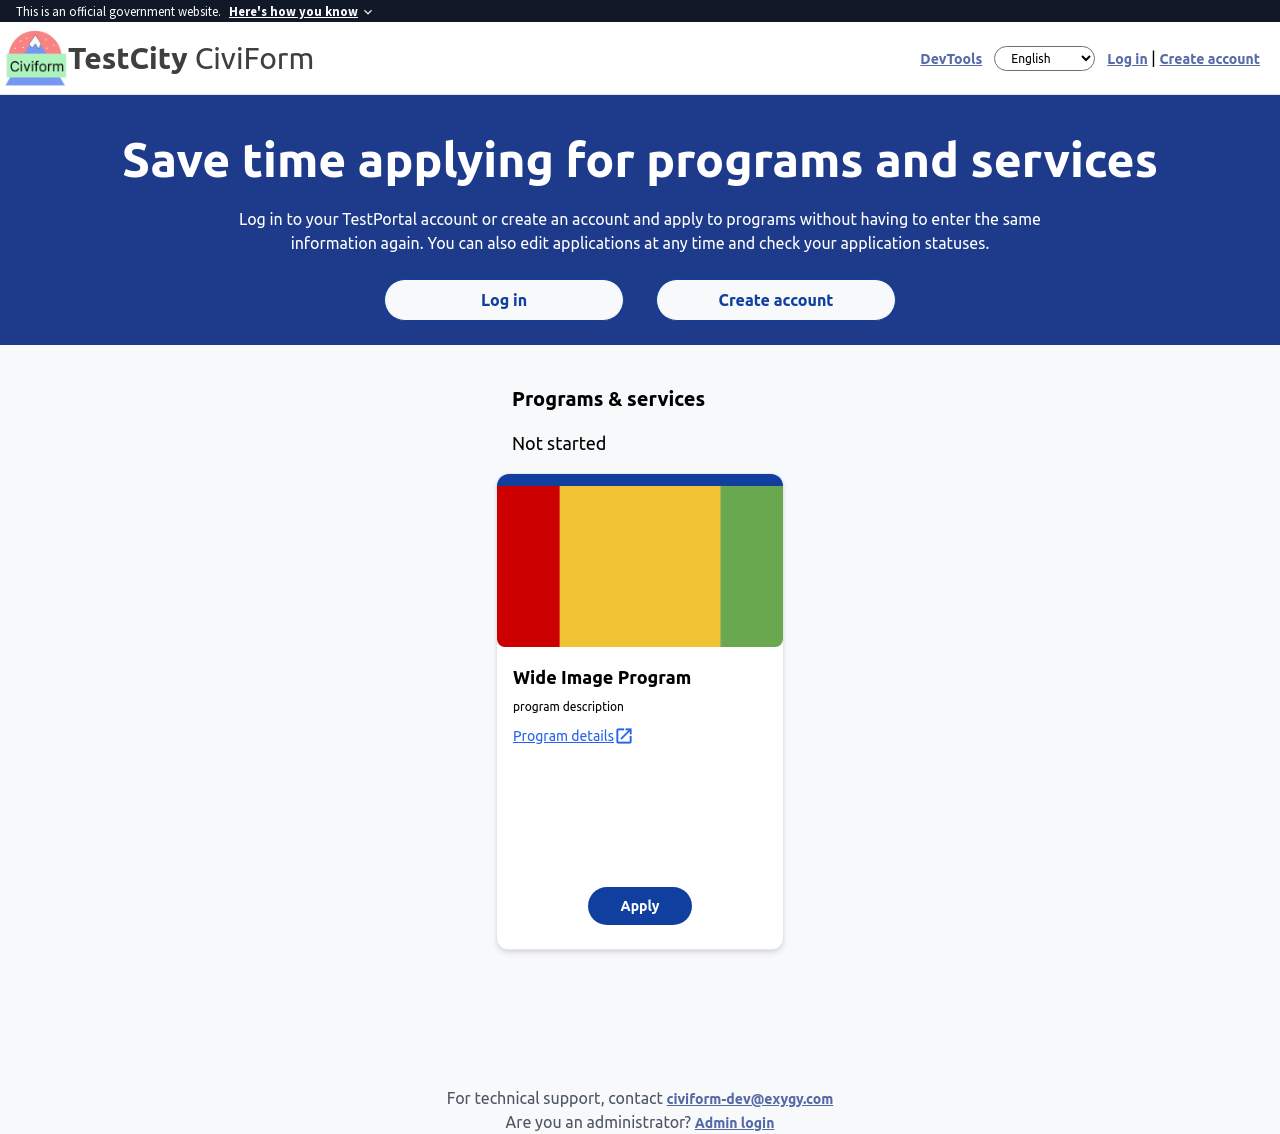 This is an official government website. Here's how you know
Civiform
TestCity CiviForm
DevTools English Log in | Create account
Save time applying for programs and services
Log in to your TestPortal account or create an account and apply to programs without having to enter the same
information again. You can also edit applications at any time and check your application statuses.
Log in Create account
Programs & services
Not started
Wide Image Program
program description
Program details
Apply
For technical support, contact civiform-dev@exygy.com
Are you an administrator? Admin login